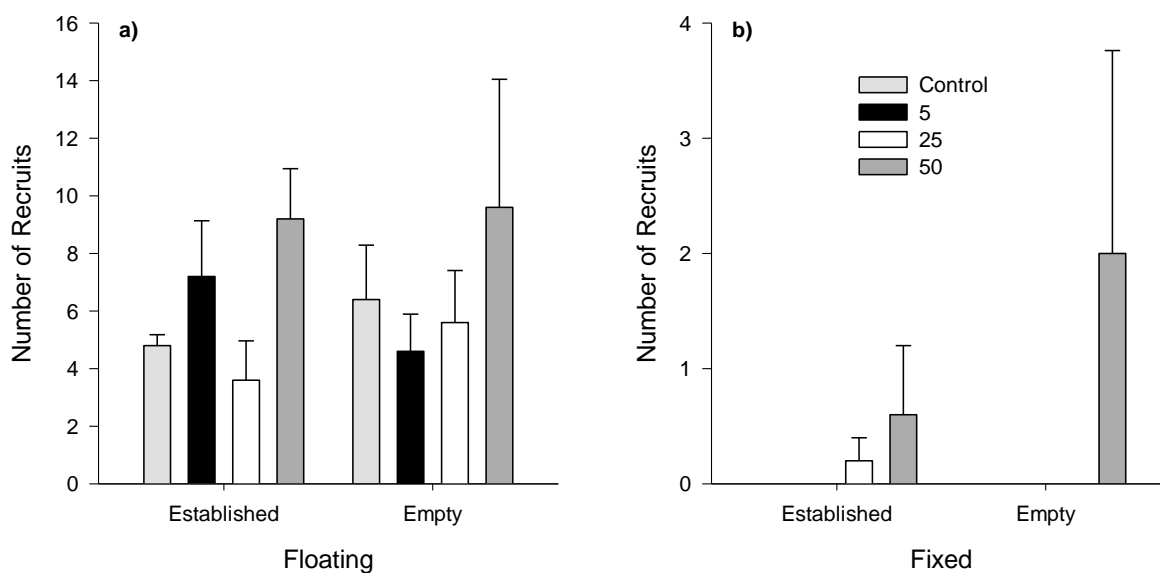 a)
16
14
12
10
8
6
4
2
0
Number of Recruits
Established
Empty
Floating
b)
4
3
2
1
0
Number of Recruits
Control
5
25
50
Established
Empty
Fixed